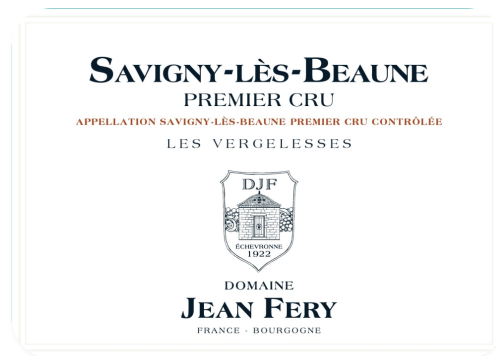 SAVIGNY-LÈS-BEAUNE
PREMIER CRU
APPELLATION SAVIGNY-LÈS-BEAUNE PREMIER CRU CONTRÔLÉE
LES VERGELESSES
DJF
ÉCHEVRONNE
1922
DOMAINE
JEAN FERY
FRANCE - BOURGOGNE